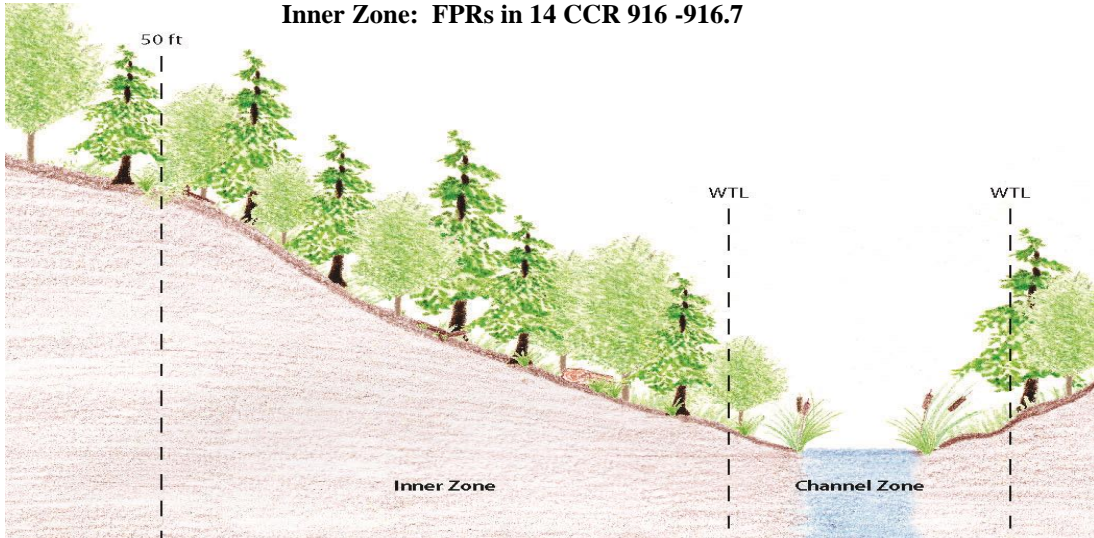 Inner Zone: FPRs in 14 CCR 916 -916.7
50 ft
WTL
WTL
Inner Zone
Channel Zone